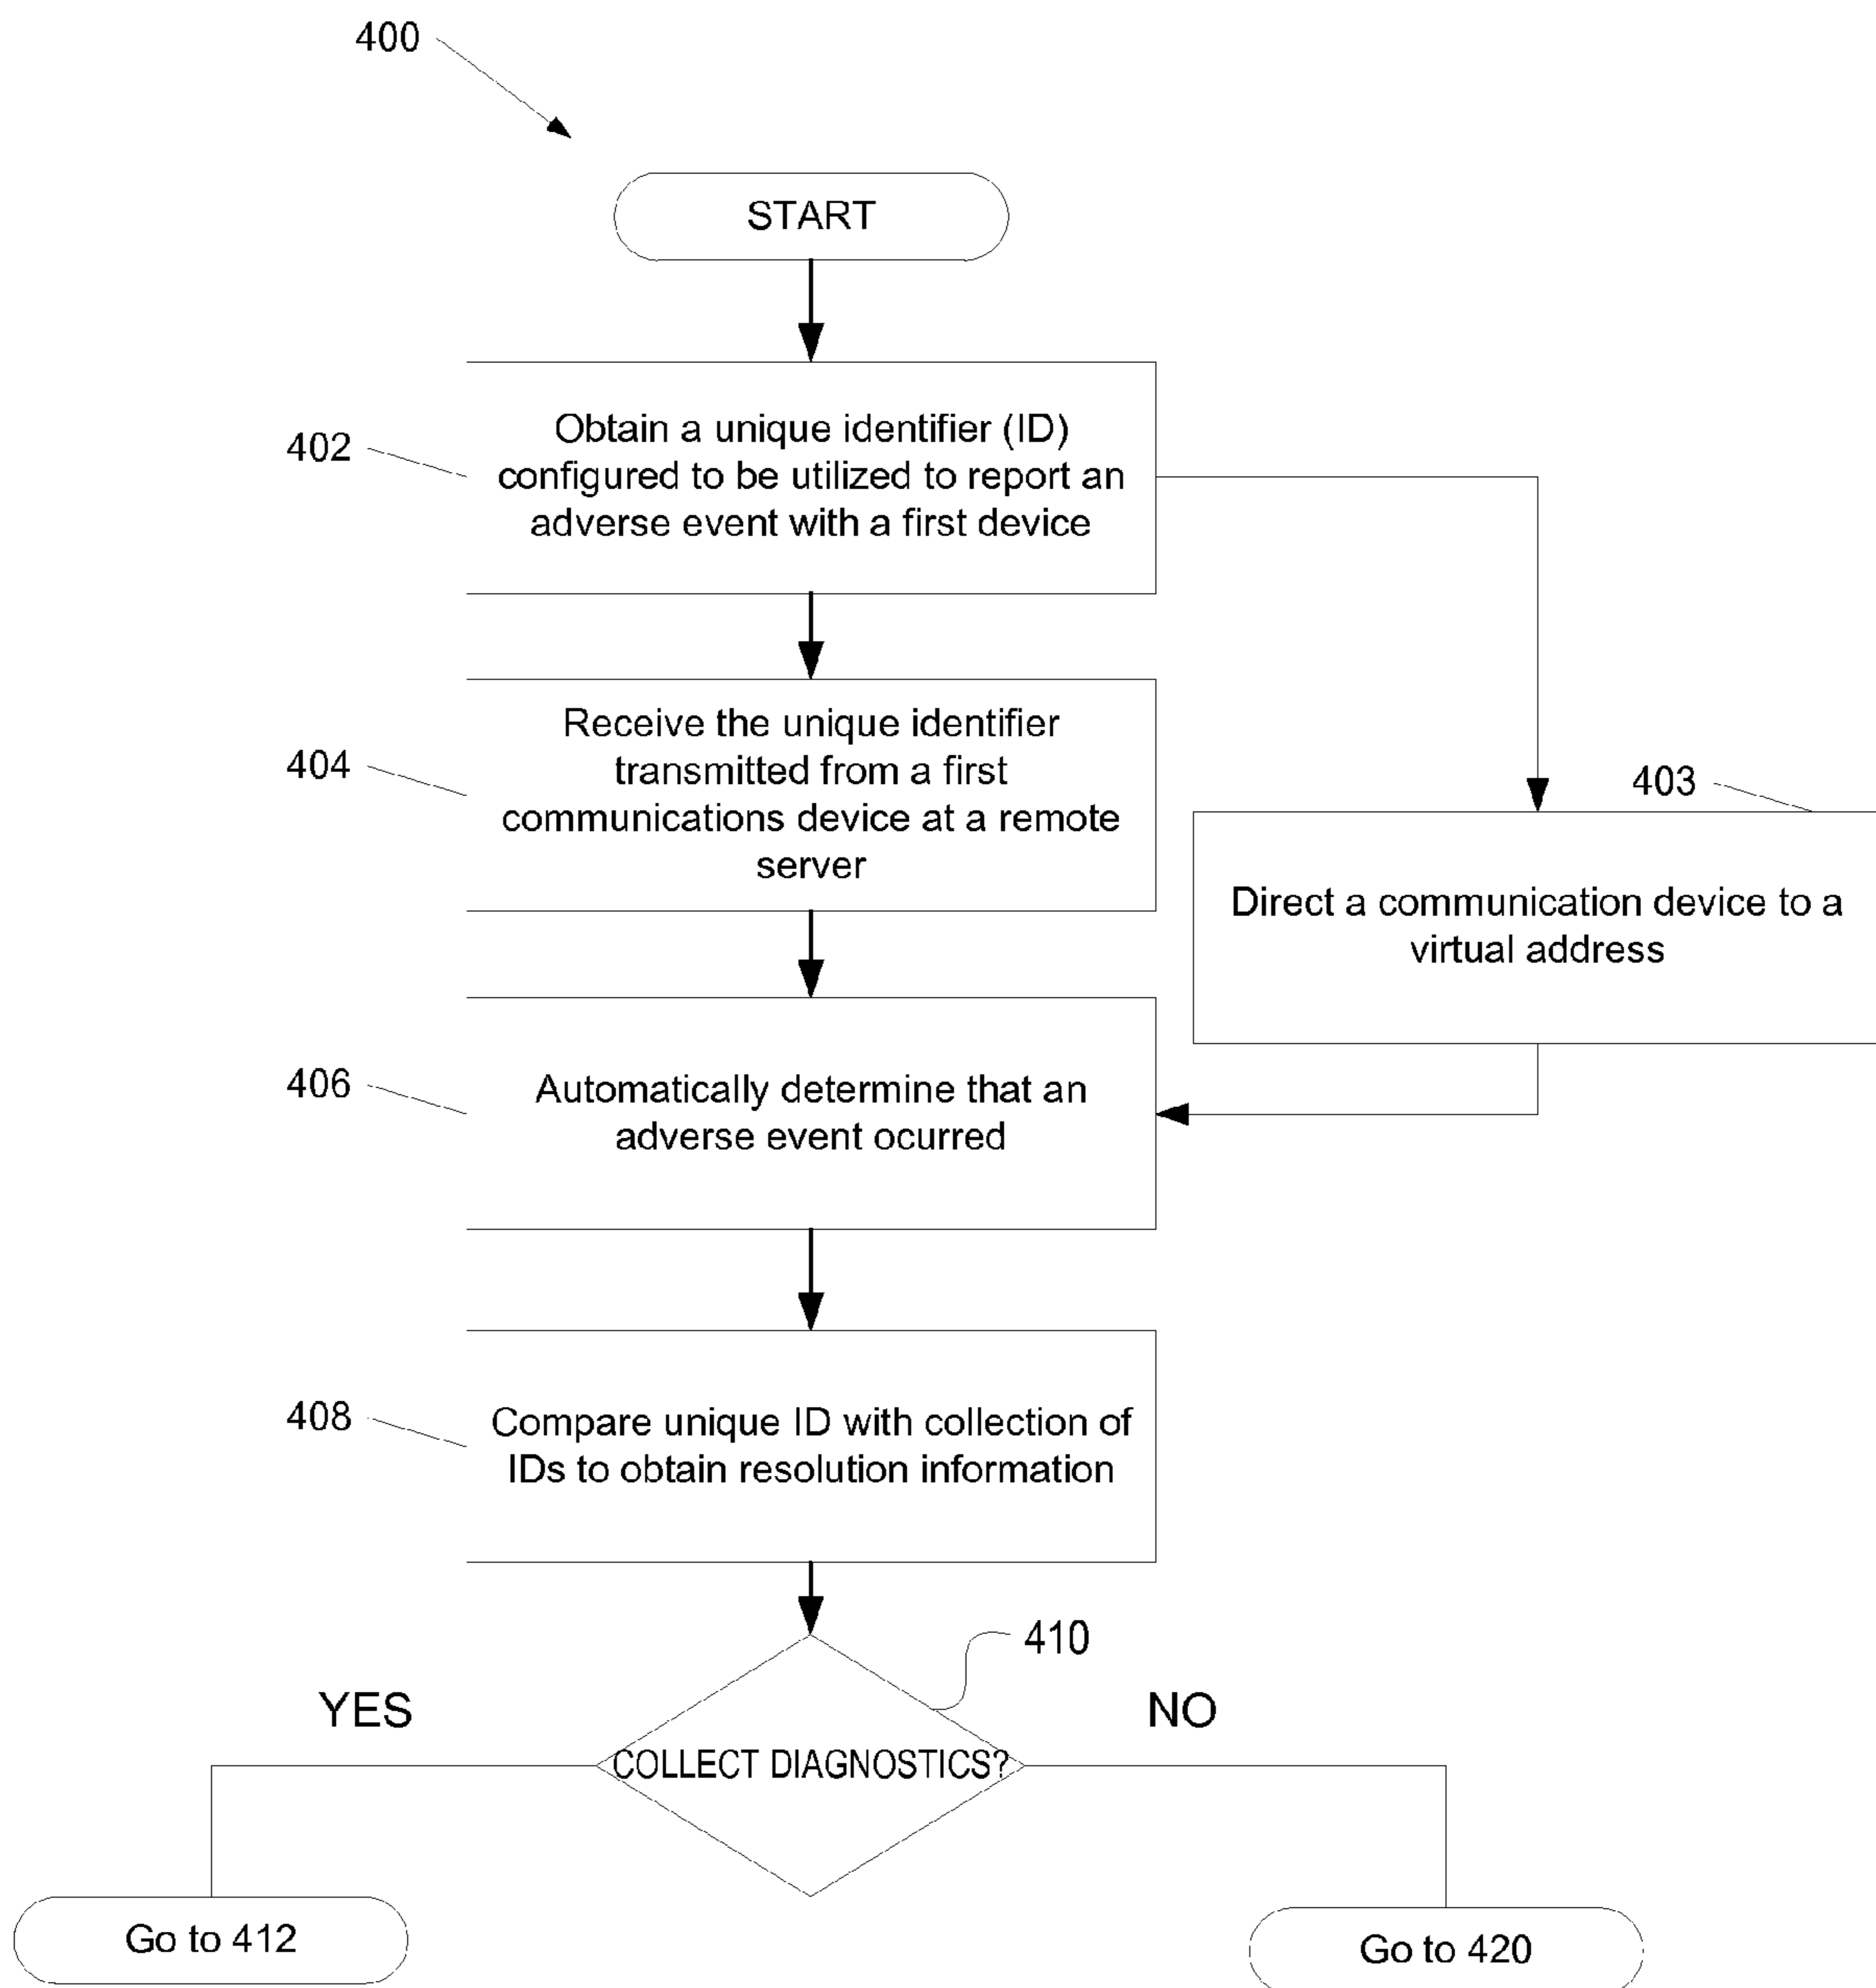 400
START
402
Obtain a unique identifier (ID)
configured to be utilized to report an
adverse event with a first device
404
Receive the unique identifier
transmitted from a first
communications device at a remote
server
403
Direct a communication device to a
virtual address
406
Automatically determine that an
adverse event ocurred
408
Compare unique ID with collection of
IDs to obtain resolution information
410
YES
NO
COLLECT DIAGNOSTICS?
Go to 412
Go to 420